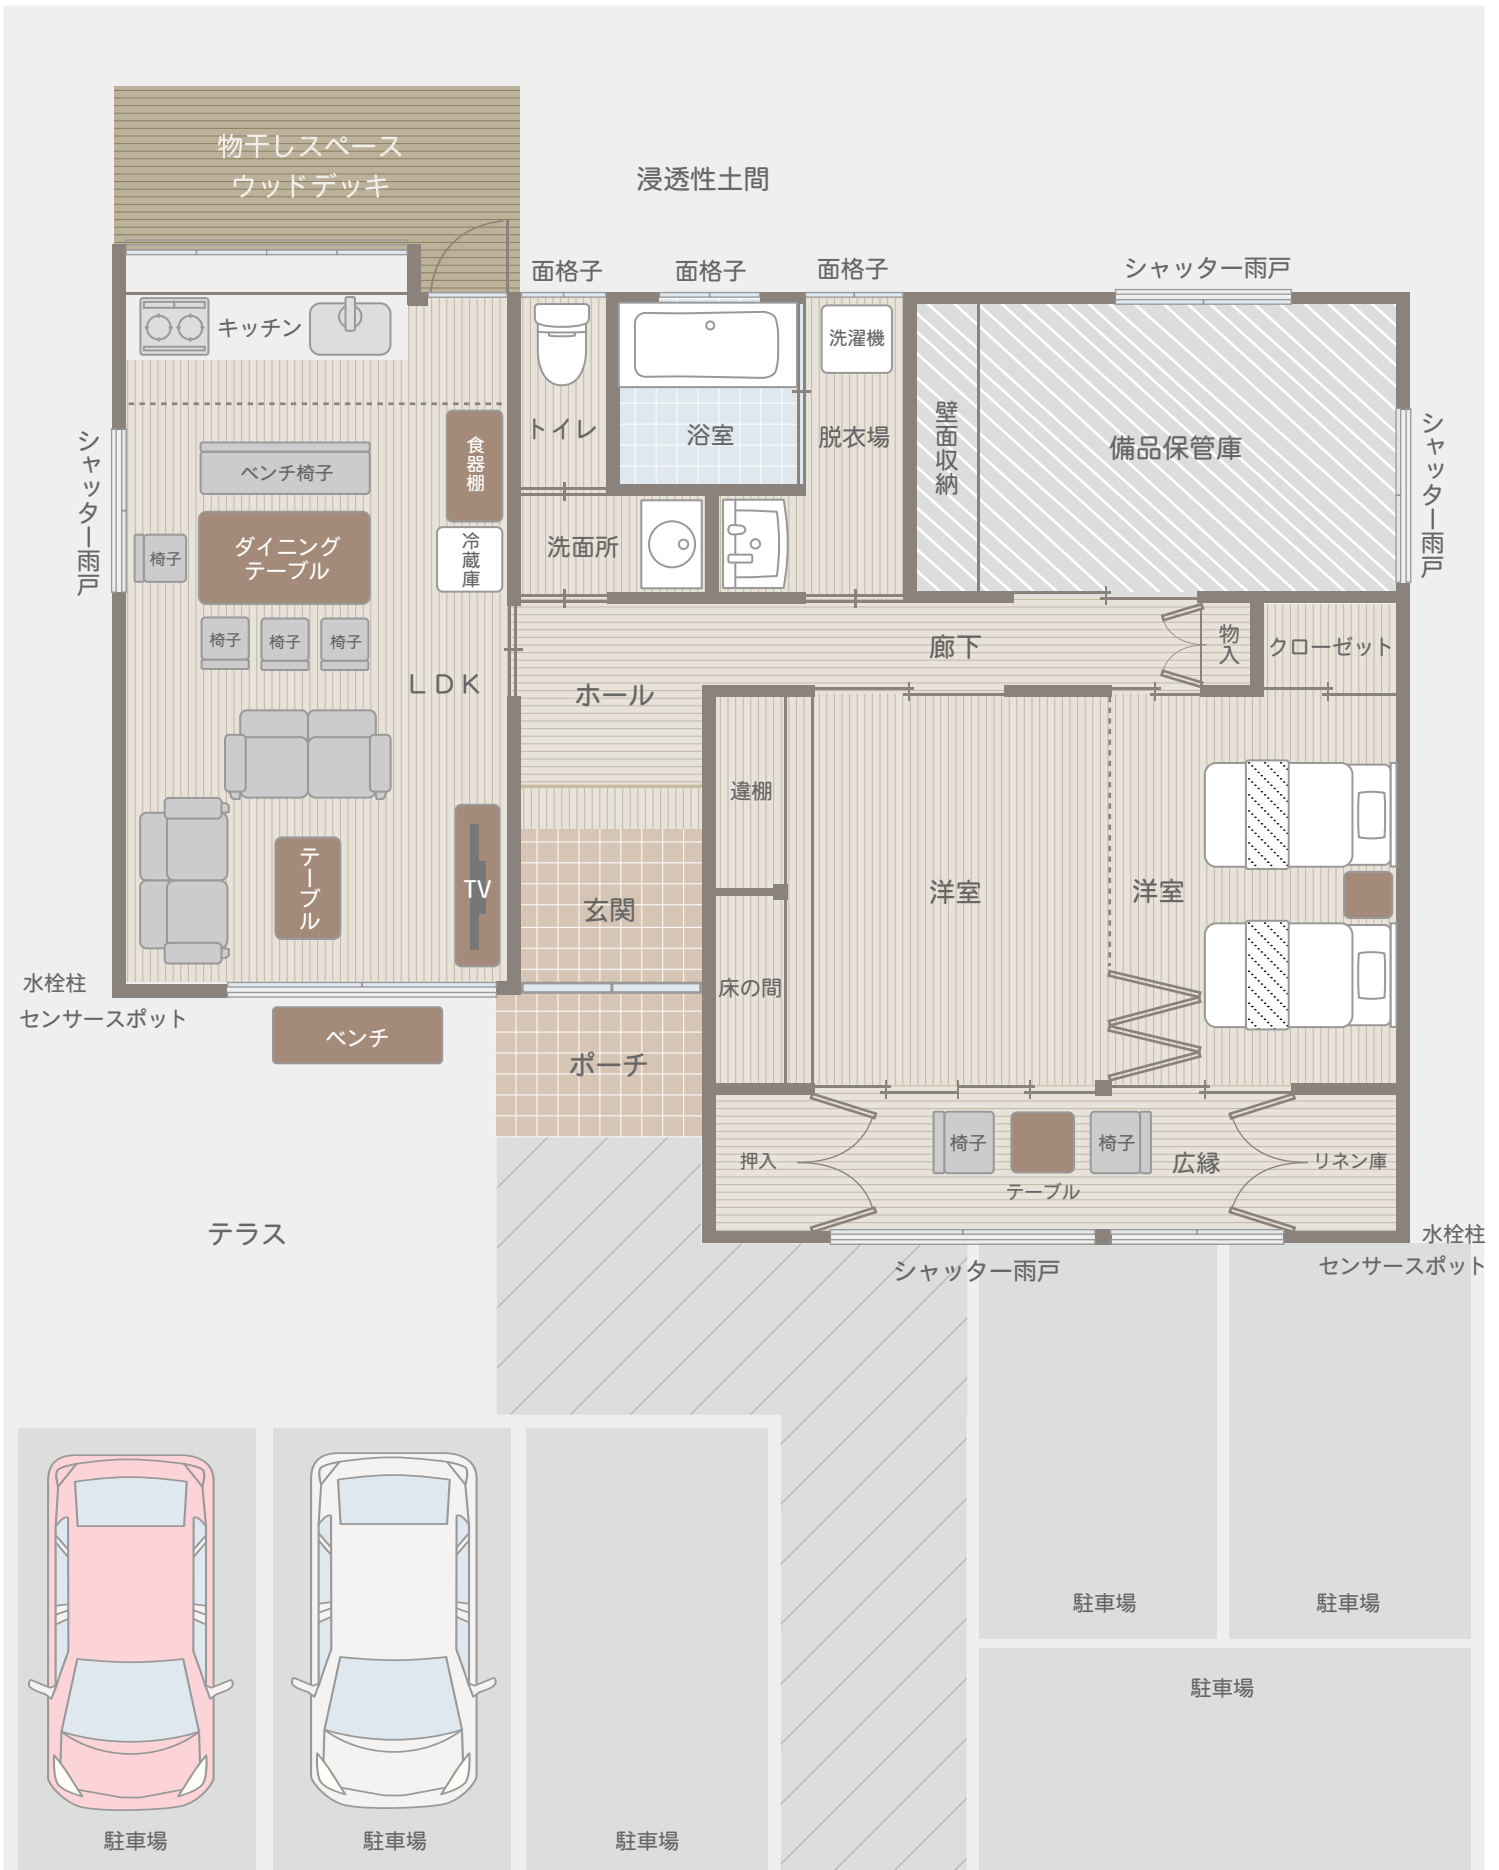 物干しスペース
ウッドデッキ
浸透性土間
面格子
面格子
面格子
シャッター雨戸
キッチン
洗濯機
トイレ
浴室
脱衣場
壁面収納
備品保管庫
シャッター雨戸
シャッター雨戸
ベンチ椅子
食器棚
椅子
ダイニング
テーブル
冷蔵庫
洗面所
椅子
椅子
椅子
LDK
ホール
廊下
物入
クローゼット
違棚
テーブル
TV
玄関
洋室
洋室
床の間
水栓柱
センサースポット
ベンチ
ポーチ
押入
椅子
椅子
テーブル
広縁
リネン庫
テラス
シャッター雨戸
水栓柱
センサースポット
駐車場
駐車場
駐車場
駐車場
駐車場
駐車場